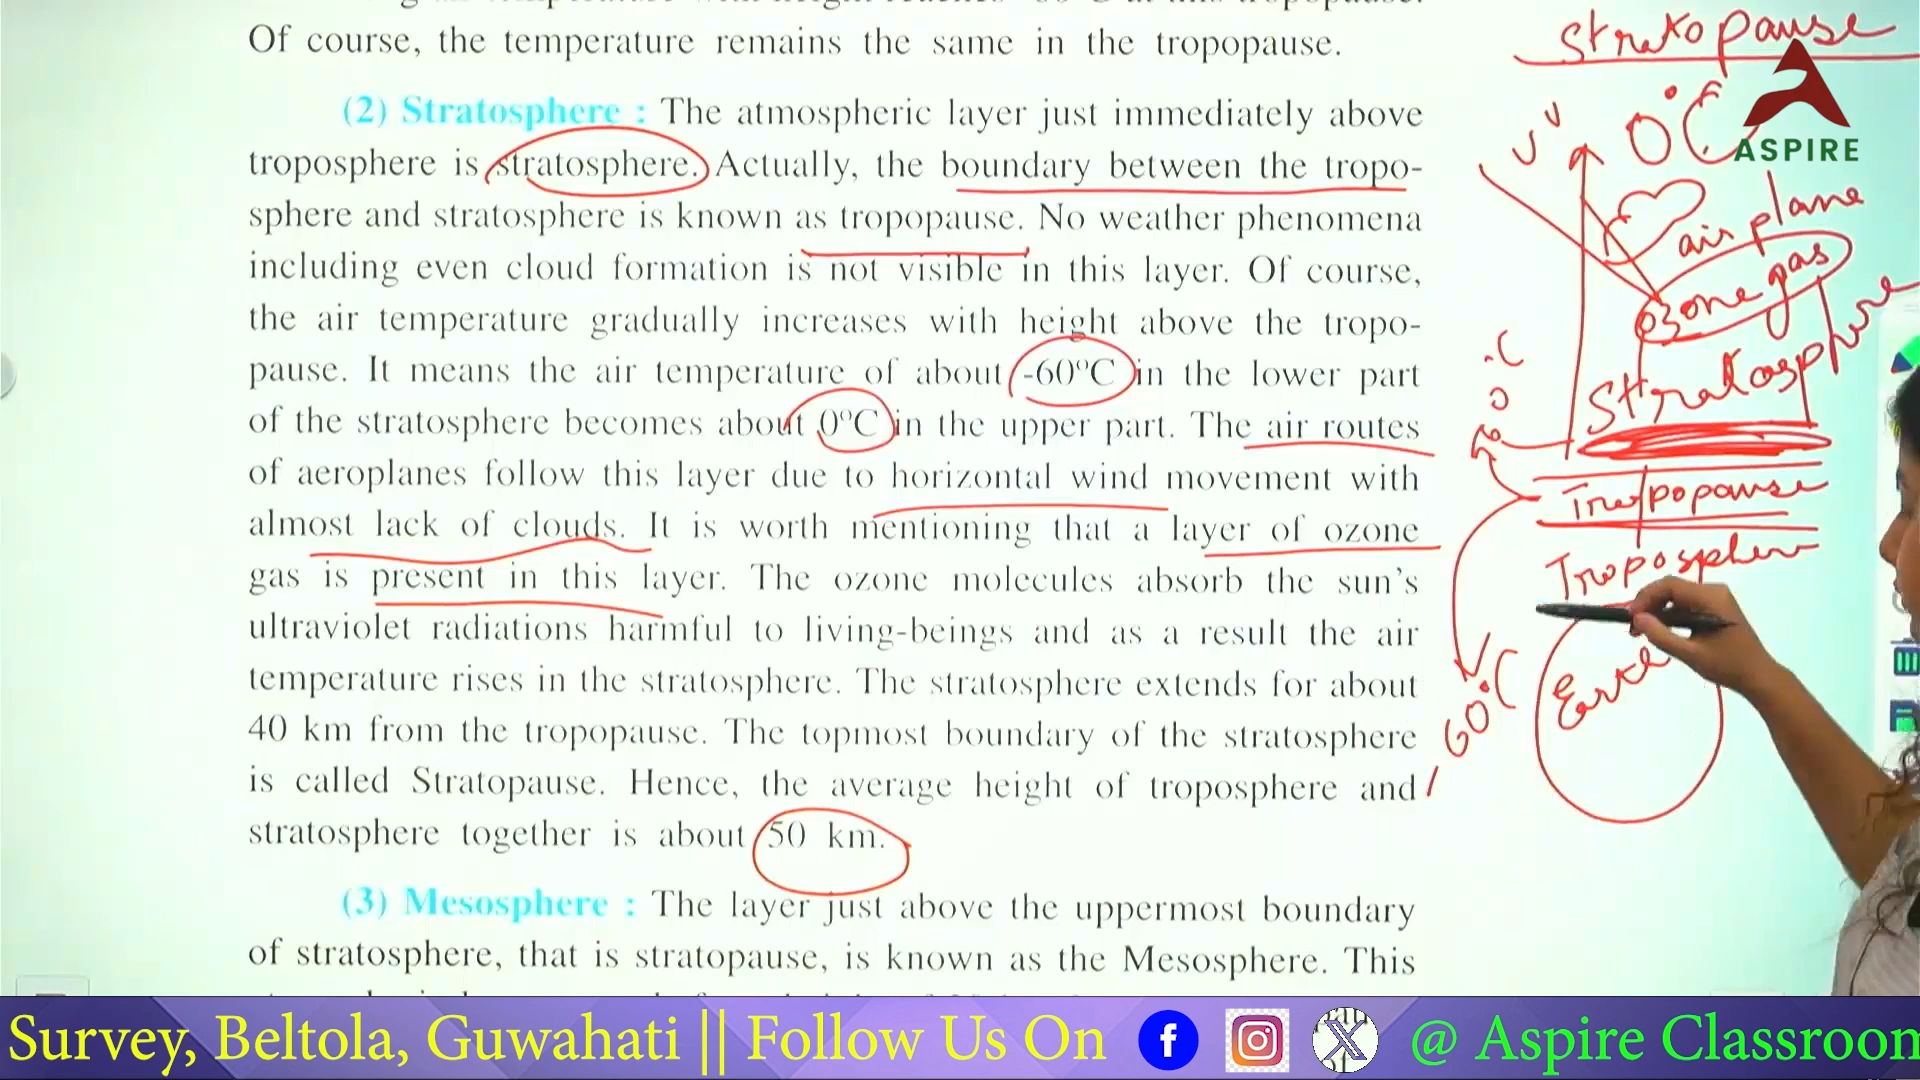 Of course, the temperature remains the same in the tropopause.
(2) Stratosphere : The atmospheric layer just immediately above
troposphere is stratosphere. Actually, the boundary between the tropo-
sphere and stratosphere is known as tropopause. No weather phenomena
including even cloud formation is not visible in this layer. Of course,
the air temperature gradually increases with height above the tropo-
pause. It means the air temperature of about -60°C in the lower part
of the stratosphere becomes about 0°C in the upper part. The air routes
of aeroplanes follow this layer due to horizontal wind movement with
almost lack of clouds. It is worth mentioning that a layer of ozone
gas is present in this layer. The ozone molecules absorb the sun's
ultraviolet radiations harmful to living-beings and as a result the air
temperature rises in the stratosphere. The stratosphere extends for about
40 km from the tropopause. The topmost boundary of the stratosphere
is called Stratopause. Hence, the average height of troposphere and
stratosphere together is about 50 km.
(3) Mesosphere : The layer just above the uppermost boundary
of stratosphere, that is stratopause, is known as the Mesosphere. This
Stratopause
0°C
ASPIRE
airplane
ozone gas
Stratosphere
Tropopause
Troposphere
Earth
60°C
Survey, Beltola, Guwahati || Follow Us On
@ Aspire Classroom